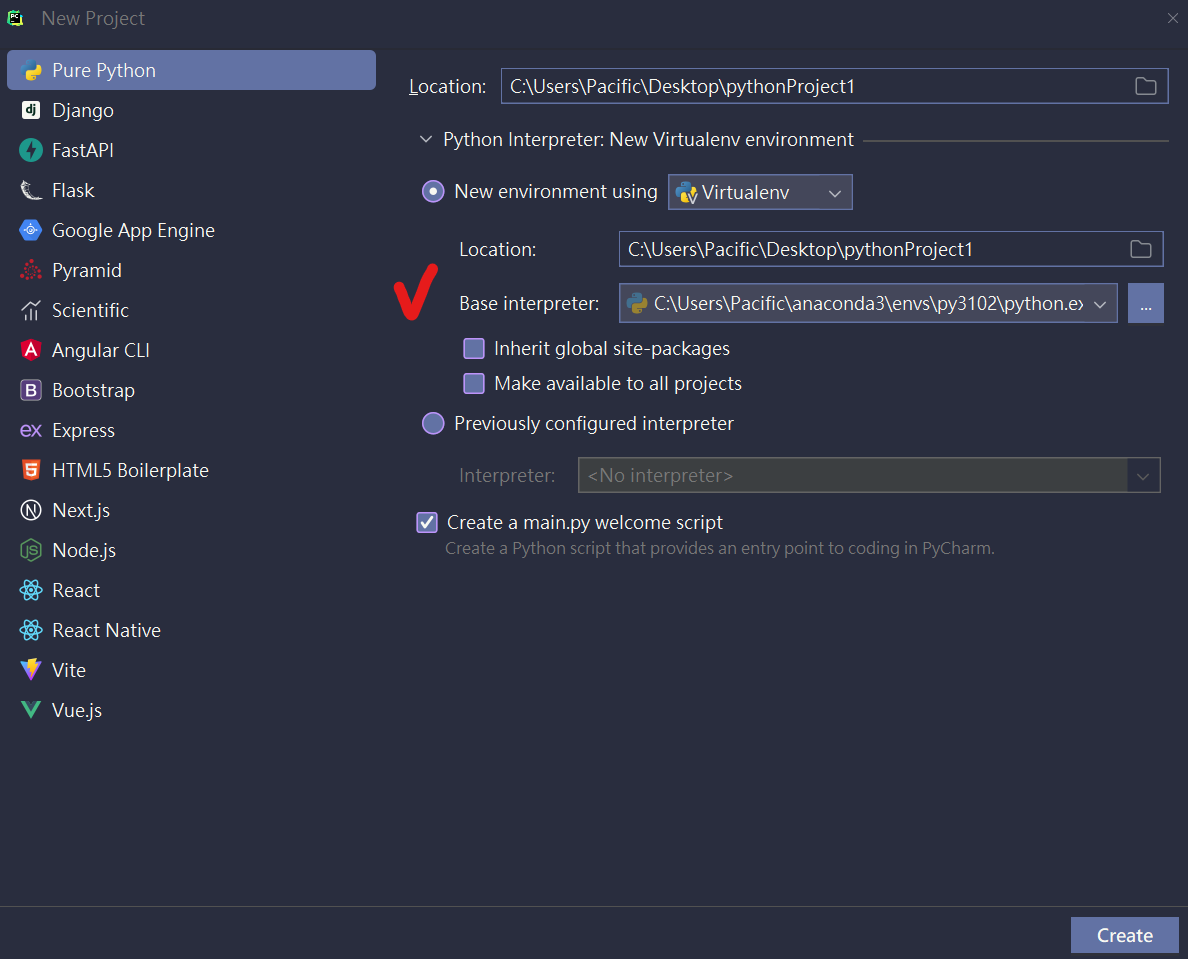 New Project
Pure Python
Django
FastAPI
Flask
Google App Engine
Pyramid
Scientific
Angular CLI
Bootstrap
Express
HTML5 Boilerplate
Next.js
Node.js
React
React Native
Vite
Vue.js
Location: C:\Users\Pacific\Desktop\pythonProject1
Python Interpreter: New Virtualenv environment
New environment using Virtualenv
Location: C:\Users\Pacific\Desktop\pythonProject1
Base interpreter: C:\Users\Pacific\anaconda3\envs\py3102\python.ex ...
Inherit global site-packages
Make available to all projects
Previously configured interpreter
Interpreter: <No interpreter>
Create a main.py welcome script
Create a Python script that provides an entry point to coding in PyCharm.
Create